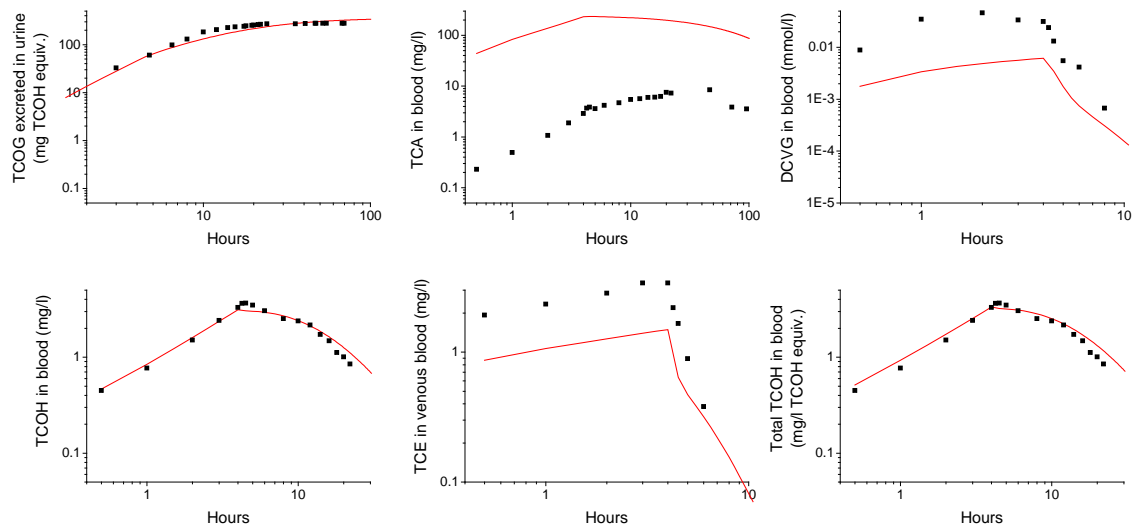 TCOG excreted in urine
(mg TCOH equiv.)
100
10
1
0.1
10
100
Hours
TCA in blood (mg/l)
100
10
1
0.1
1
10
100
Hours
DCVG in blood (mmol/l)
0.01
1E-3
1E-4
1E-5
1
10
Hours
TCOH in blood (mg/l)
1
0.1
1
10
Hours
TCE in venous blood (mg/l)
1
0.1
1
10
Hours
Total TCOH in blood
(mg/l TCOH equiv.)
1
0.1
1
10
Hours